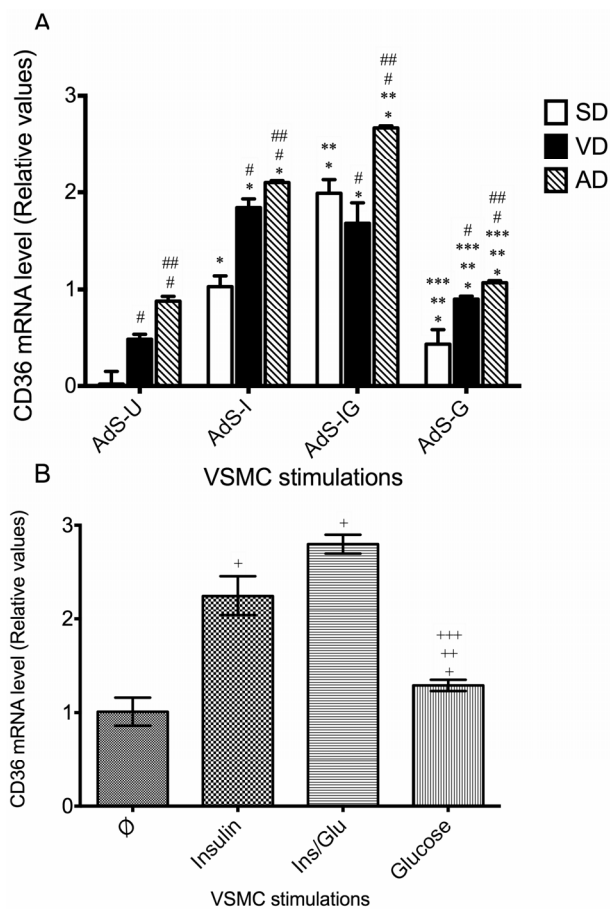 A
CD36 mRNA level (Relative values)
3
2
1
0
#
##
#
*
#
*
##
#
*
**
*
#
*
##
#
**
*
***
**
*
#
***
**
*
##
#
***
**
*
SD
VD
AD
AdS-U
AdS-I
AdS-IG
AdS-G
VSMC stimulations
B
CD36 mRNA level (Relative values)
3
2
1
0
+
+
+++
++
+
Ø
Insulin
Ins/Glu
Glucose
VSMC stimulations